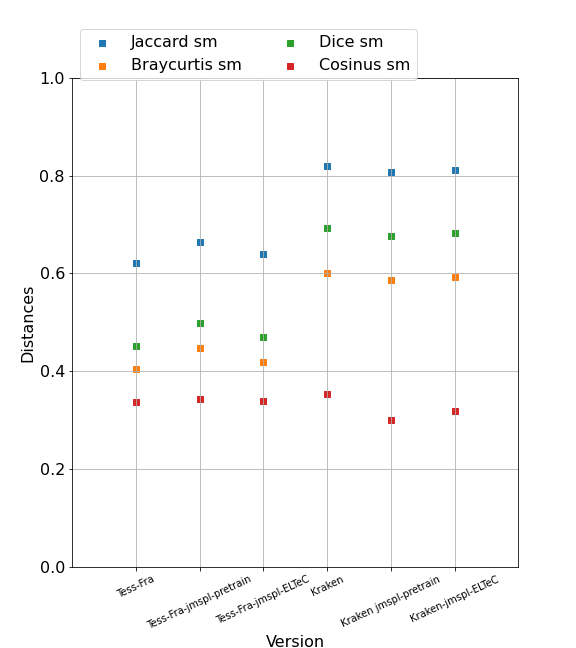 Jaccard sm Dice sm
Braycurtis sm Cosinus sm
1.0
0.8
0.6
0.4
0.2
0.0
Distances
Tess-Fra
Tess-Fra-jmspl-pretrain
Tess-Fra-jmspl-ELTeC
Kraken
Kraken jmspl-pretrain
Kraken-jmspl-ELTeC
Version